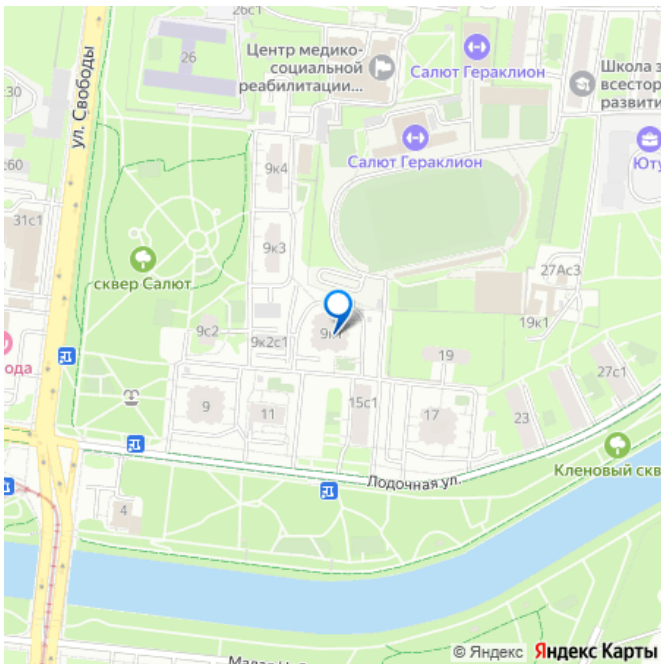 26с1
26
Центр медико-
социальной
реабилитации...
Салют Гераклион
Школа з
всестор
развити
ул. Свободы
:30
с60
9к4
Салют Гераклион
Юту
31с1
9к3
сквер Салют
27Ас3
9с2
9к2с1
19к1
ода
19
27с1
9
11
15с1
17
23
Кленовый скв
Лодочная ул.
4
© Яндекс Яндекс Карты